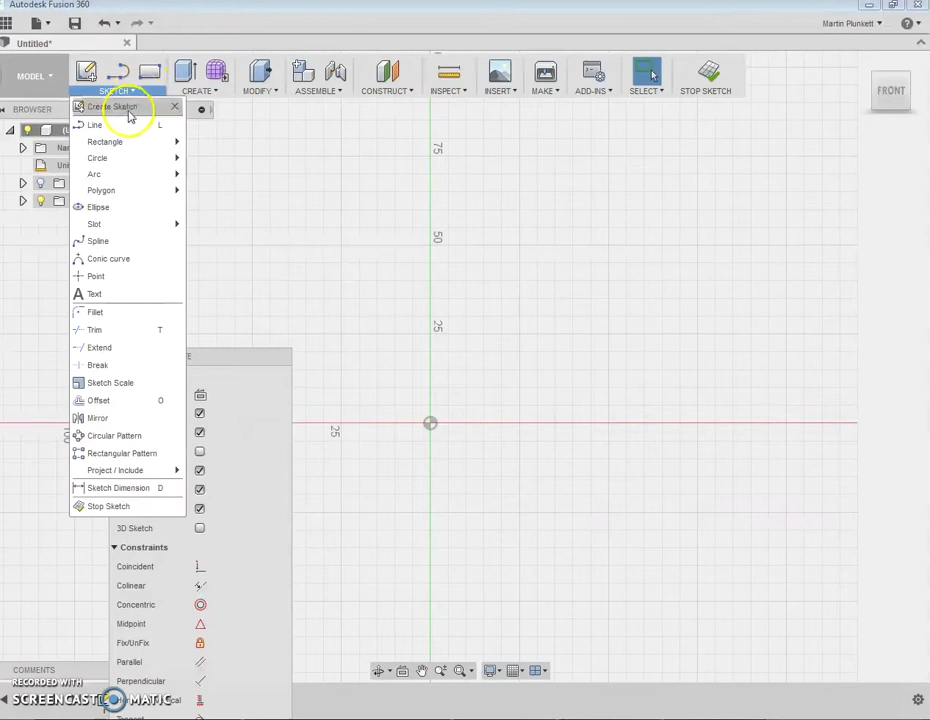 Autodesk Fusion 360
Martin Plunkett
Untitled*
MODEL
SKETCH
CREATE
MODIFY
ASSEMBLE
CONSTRUCT
INSPECT
INSERT
MAKE
ADD-INS
SELECT
STOP SKETCH
BROWSER
FRONT
Create Sketch
Line L
Rectangle
Circle
Arc
Polygon
Ellipse
Slot
Spline
Conic curve
Point
Text
Fillet
Trim T
Extend
Break
Sketch Scale
Offset O
Mirror
Circular Pattern
Rectangular Pattern
Project / Include
Sketch Dimension D
Stop Sketch
75
50
25
25
3D Sketch
Constraints
Coincident
Colinear
Concentric
Midpoint
Fix/UnFix
Parallel
Perpendicular
COMMENTS
RECORDED WITH
SCREENCAST MATIC